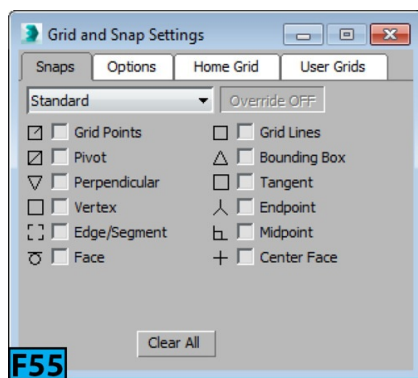 Grid and Snap Settings
Snaps Options Home Grid User Grids
Standard Override OFF
Grid Points Grid Lines
Pivot Bounding Box
Perpendicular Tangent
Vertex Endpoint
Edge/Segment Midpoint
Face Center Face
Clear All
F55